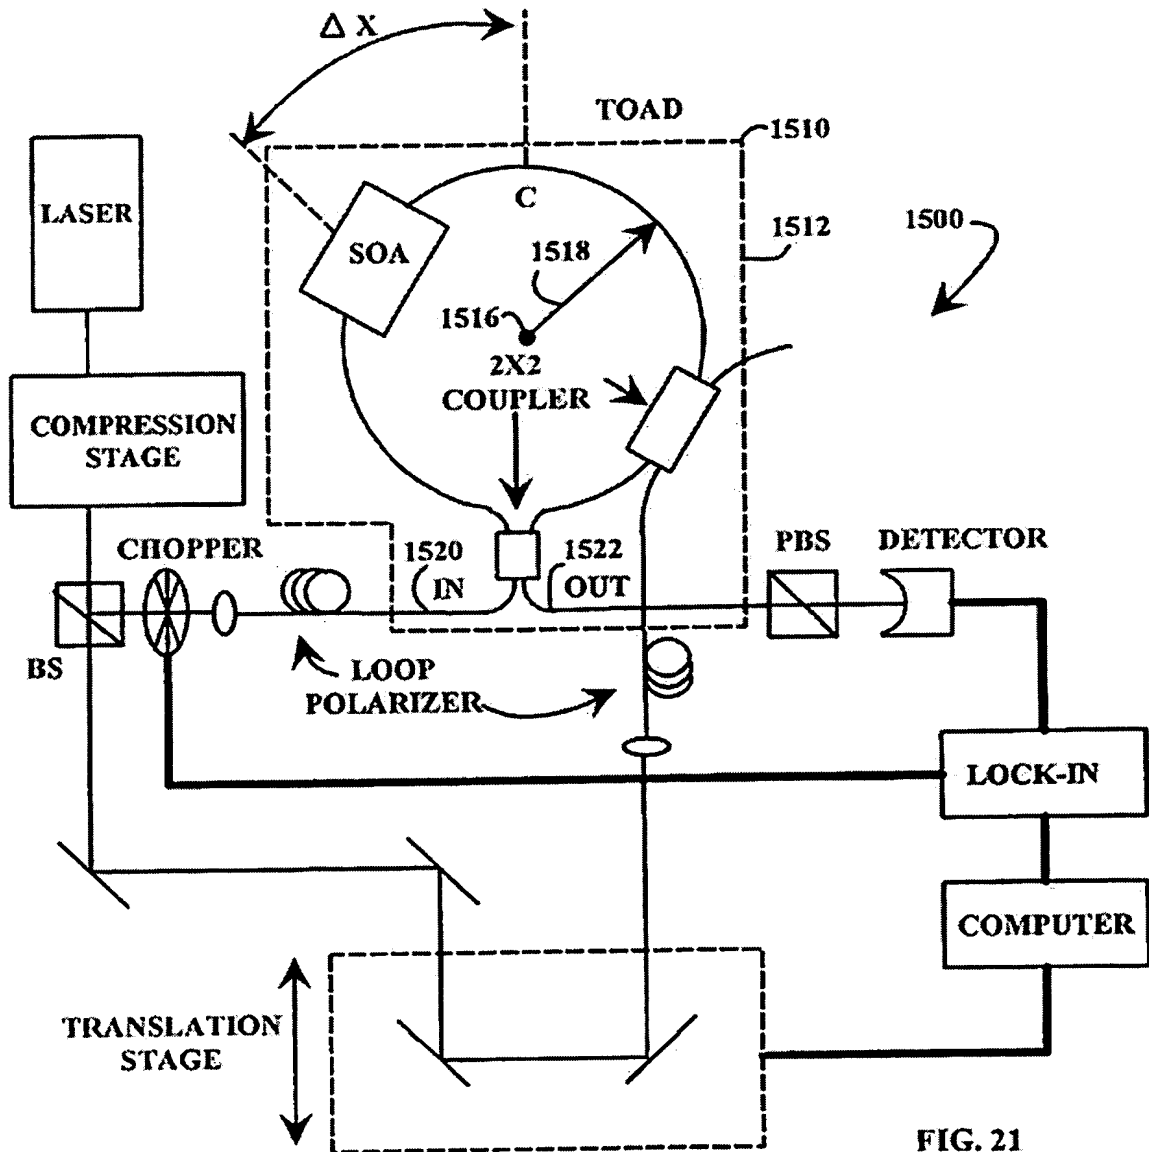 Δ X
TOAD
1510
LASER
C
1512
1500
SOA
1518
1516
2X2
COUPLER
COMPRESSION
STAGE
CHOPPER
1520
IN
1522
OUT
PBS
DETECTOR
BS
LOOP
POLARIZER
LOCK-IN
COMPUTER
TRANSLATION
STAGE
FIG. 21